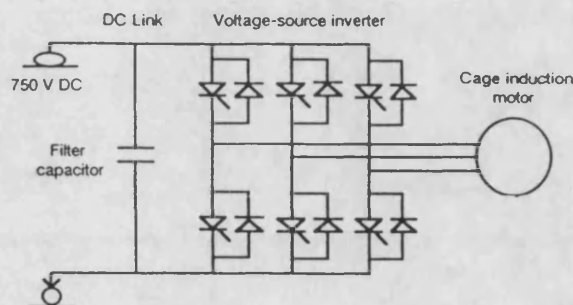 DC Link
Voltage-source inverter
750 V DC
Cage induction
motor
Filter
capacitor